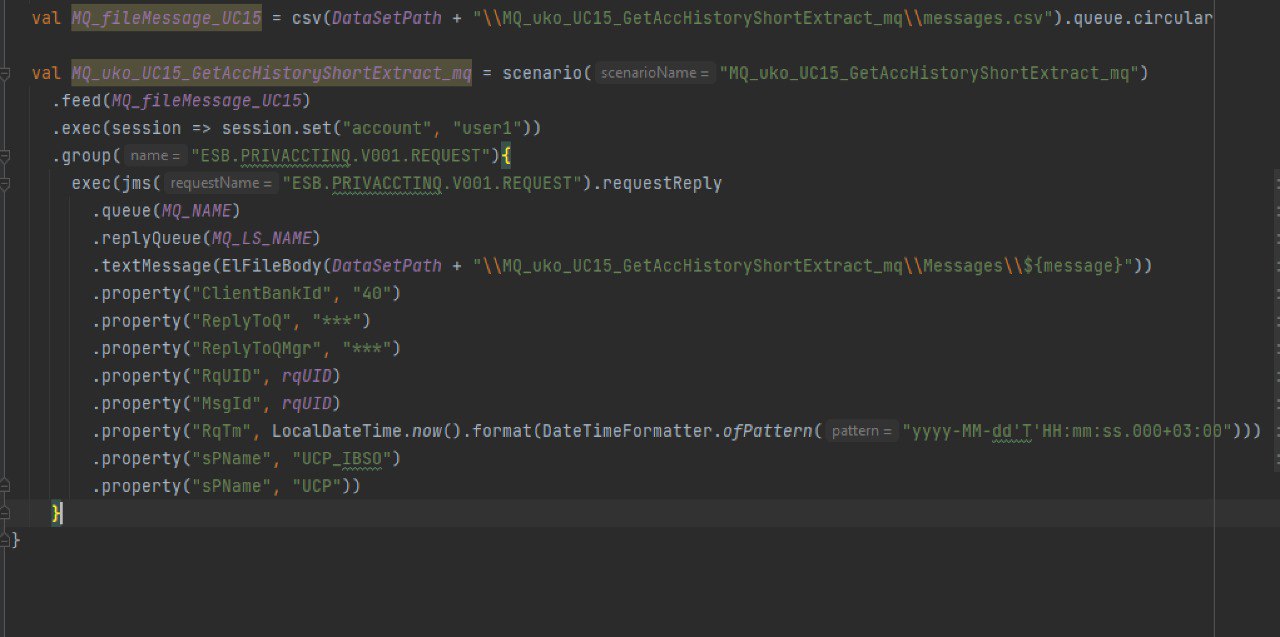 val MQ_fileMessage_UC15 = csv(DataSetPath + "\\MQ_uko_UC15_GetAccHistoryShortExtract_mq\\messages.csv").queue.circular
val MQ_uko_UC15_GetAccHistoryShortExtract_mq = scenario( scenarioName = "MQ_uko_UC15_GetAccHistoryShortExtract_mq")
.feed(MQ_fileMessage_UC15)
.exec(session => session.set("account", "user1"))
.group( name = "ESB.PRIVACCTINQ.V001.REQUEST"){
exec(jms( requestName = "ESB.PRIVACCTINQ.V001.REQUEST").requestReply
.queue(MQ_NAME)
.replyQueue(MQ_LS_NAME)
.textMessage(ElFileBody(DataSetPath + "\\MQ_uko_UC15_GetAccHistoryShortExtract_mq\\Messages\\${message}"))
.property("ClientBankId", "40")
.property("ReplyToQ", "***")
.property("ReplyToQMgr", "***")
.property("RqUID", rqUID)
.property("MsgId", rqUID)
.property("RqTm", LocalDateTime.now().format(DateTimeFormatter.ofPattern( pattern = "yyyy-MM-dd'T'HH:mm:ss.000+03:00")))
.property("sPName", "UCP_IBSO")
.property("sPName", "UCP"))
}
}